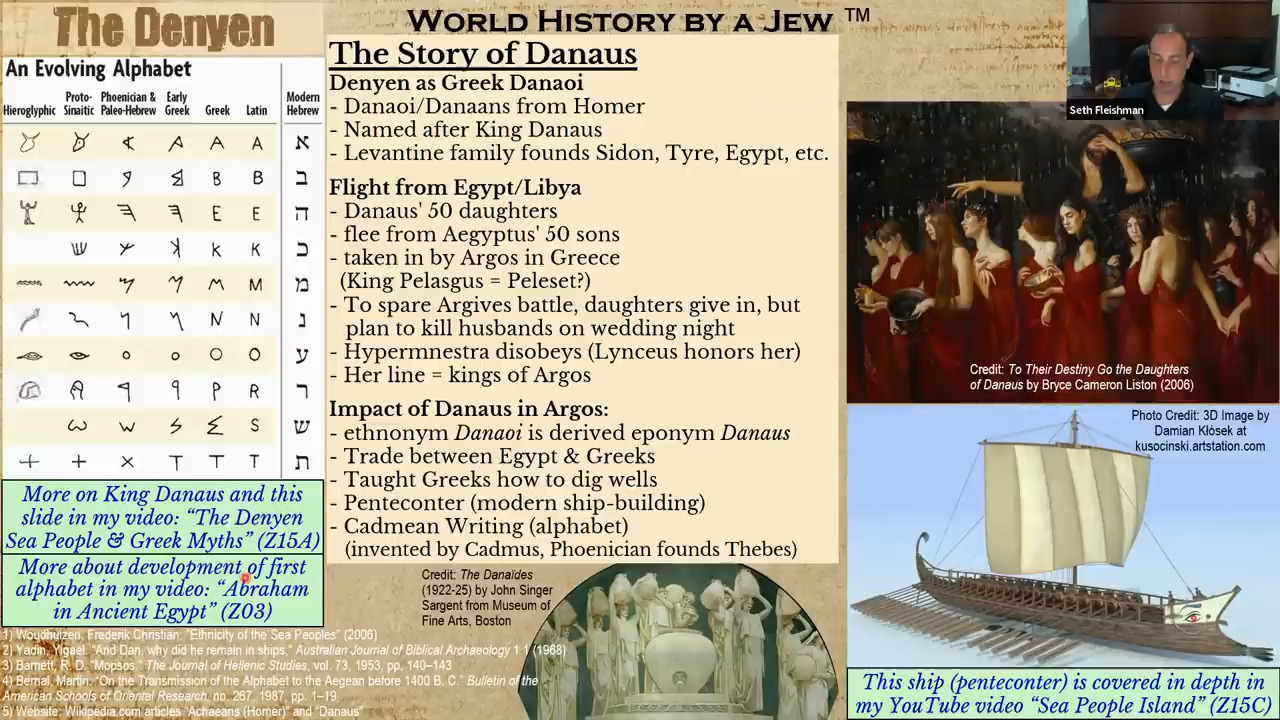 The Denyen
WORLD HISTORY BY A JEW ™
An Evolving Alphabet
Hieroglyphic Proto-Sinaitic Phoenician & Paleo-Hebrew Early Greek Greek Latin Modern Hebrew
A A א
B B ב
E E ה
K K כ
M M מ
N N נ
O O ע
P R ר
Σ S ש
T T T ת
More on King Danaus and this
slide in my video: “The Denyen
Sea People & Greek Myths” (Z15A)
More about development of first
alphabet in my video: “Abraham
in Ancient Egypt” (Z03)
The Story of Danaus
Denyen as Greek Danaoi
- Danaoi/Danaans from Homer
- Named after King Danaus
- Levantine family founds Sidon, Tyre, Egypt, etc.
Flight from Egypt/Libya
- Danaus' 50 daughters
- flee from Aegyptus' 50 sons
- taken in by Argos in Greece
(King Pelasgus = Peleset?)
- To spare Argives battle, daughters give in, but
plan to kill husbands on wedding night
- Hypermnestra disobeys (Lynceus honors her)
- Her line = kings of Argos
Impact of Danaus in Argos:
- ethnonym Danaoi is derived eponym Danaus
- Trade between Egypt & Greeks
- Taught Greeks how to dig wells
- Penteconter (modern ship-building)
- Cadmean Writing (alphabet)
(invented by Cadmus, Phoenician founds Thebes)
Seth Fleishman
Credit: To Their Destiny Go the Daughters
of Danaus by Bryce Cameron Liston (2006)
Photo Credit: 3D Image by
Damian Kłósek at
kusocinski.artstation.com
This ship (penteconter) is covered in depth in
my YouTube video “Sea People Island” (Z15C)
Credit: The Danaïdes
(1922-25) by John Singer
Sargent from Museum of
Fine Arts, Boston
1) Woudhuizen, Frederik Christian. “Ethnicity of the Sea Peoples” (2006)
2) Yadin, Yigael. “And Dan, why did he remain in ships,” Australian Journal of Biblical Archaeology 1.1 (1968)
3) Barnett, R. D. “Mopsos.” The Journal of Hellenic Studies, vol. 73, 1953, pp. 140–143
4) Bernal, Martin. “On the Transmission of the Alphabet to the Aegean before 1400 B. C.” Bulletin of the
American Schools of Oriental Research, no. 267, 1987, pp. 1–19
5) Website: Wikipedia.com articles “Achaeans (Homer)” and “Danaus”